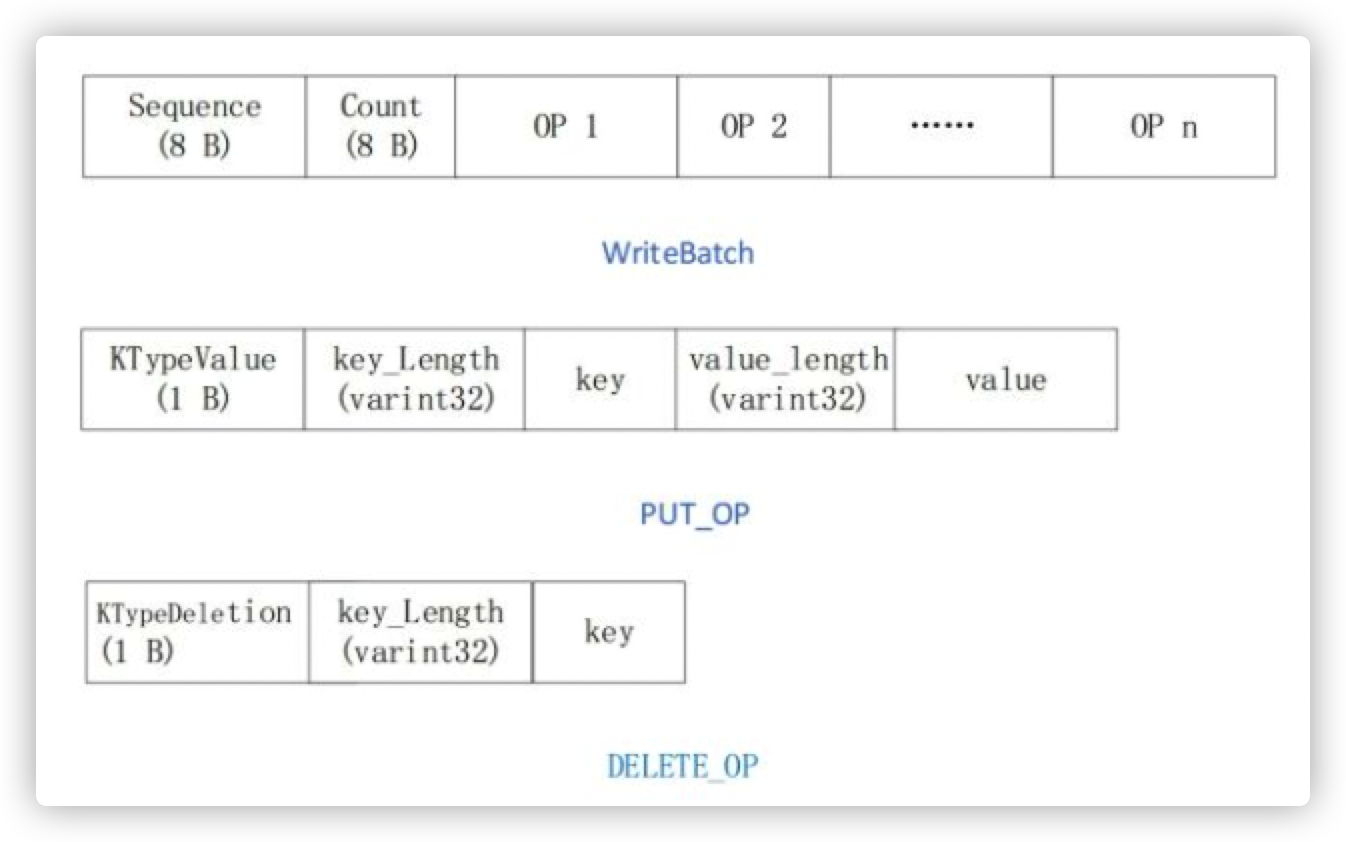 Sequence
(8 B)
Count
(8 B)
OP 1
OP 2
……
OP n
WriteBatch
KTypeValue
(1 B)
key_Length
(varint32)
key
value_length
(varint32)
value
PUT_OP
KTypeDeletion
(1 B)
key_Length
(varint32)
key
DELETE_OP